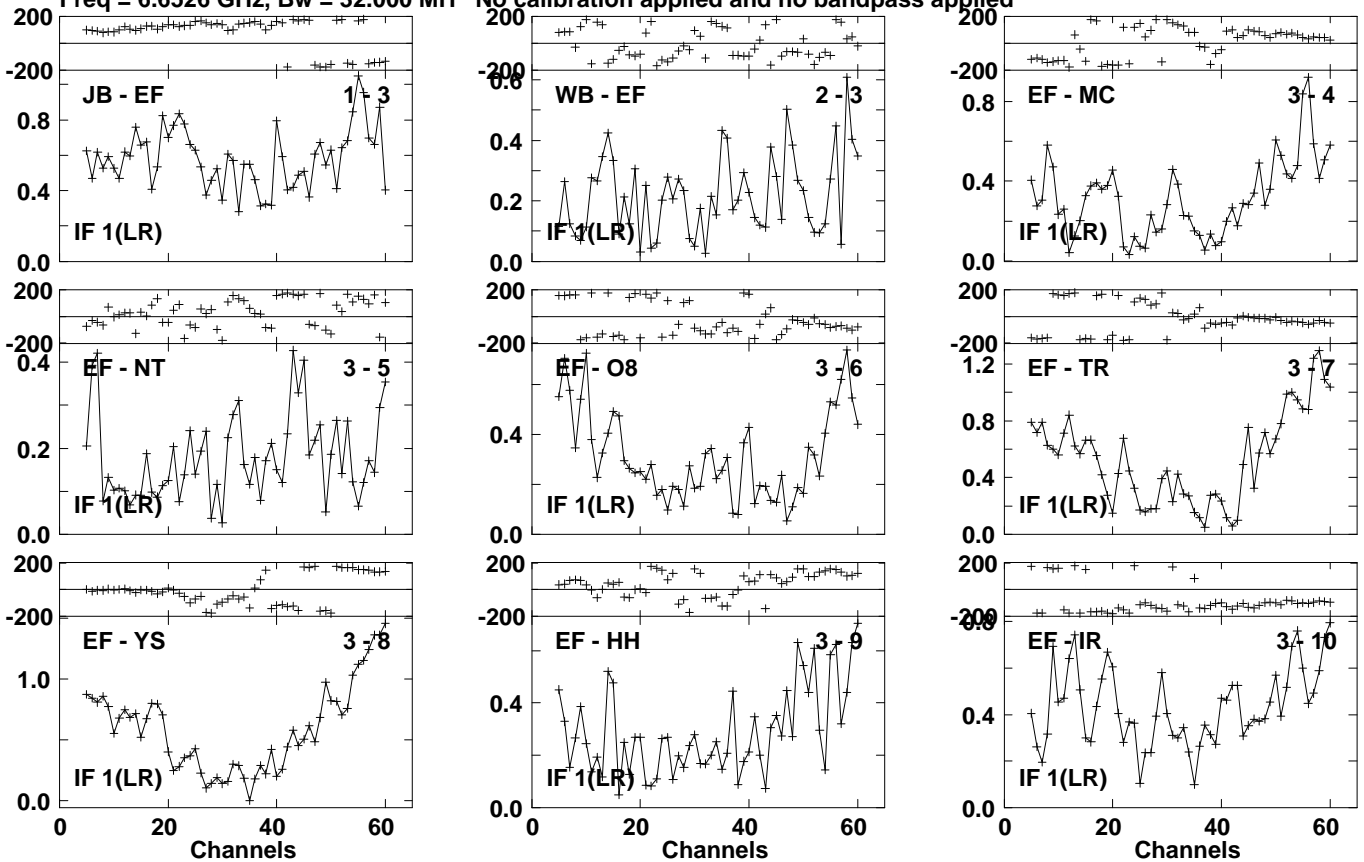 Freq = 6.6526 GHz, Bw = 32.000 MH No calibration applied and no bandpass applied
200
-200
JB - EF 1 - 3
0.8
0.4
IF 1(LR)
0.0
200
-200
0.6
WB - EF 2 - 3
0.4
0.2
IF 1(LR)
0.0
200
-200
EF - MC 3 - 4
0.8
0.4
IF 1(LR)
0.0
200
-200
0.4
EF - NT 3 - 5
0.2
IF 1(LR)
0.0
200
-200
EF - O8 3 - 6
0.4
IF 1(LR)
0.0
200
-200
1.2
EF - TR 3 - 7
0.8
0.4
IF 1(LR)
0.0
200
-200
EF - YS 3 - 8
1.0
IF 1(LR)
0.0
0 20 40 60
Channels
200
-200
EF - HH 3 - 9
0.4
IF 1(LR)
0.0
0 20 40 60
Channels
200
-200
0.8
EF - IR 3 - 10
0.4
IF 1(LR)
0.0
0 20 40 60
Channels